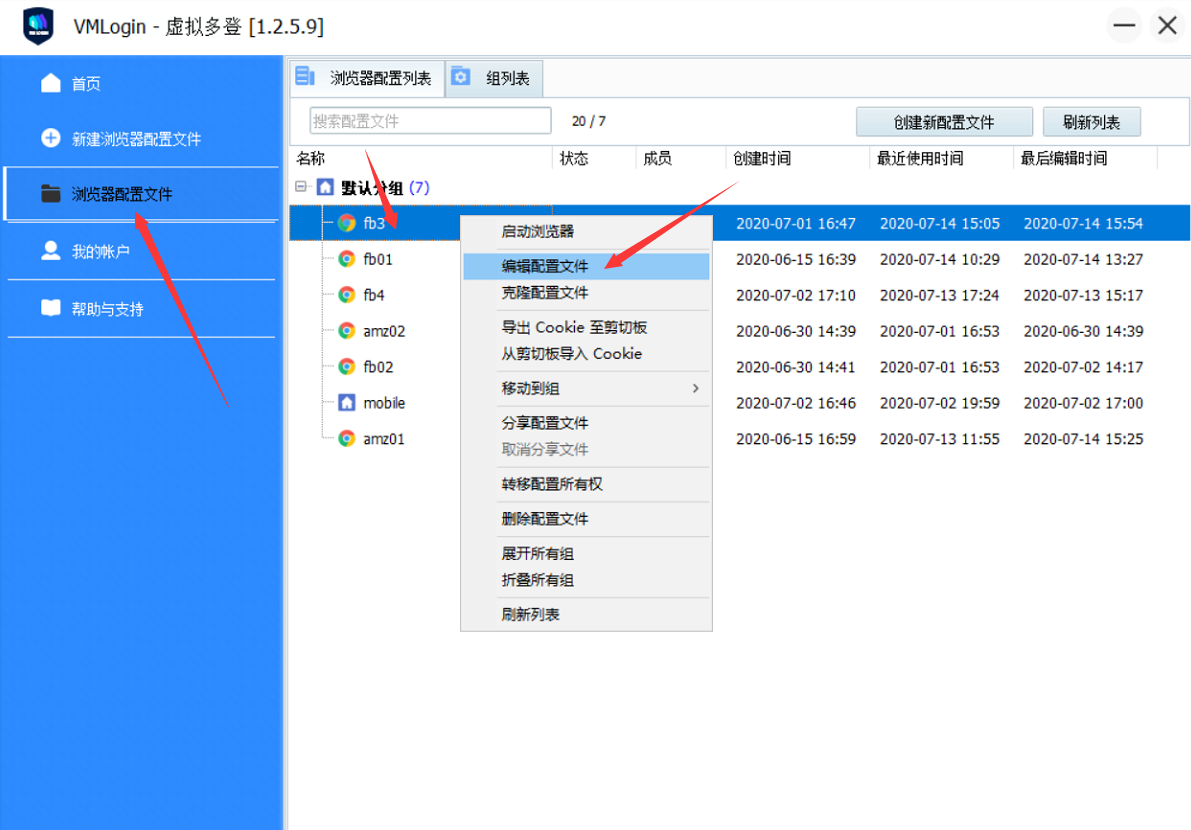 VMLogin - 虚拟多登 [1.2.5.9]
首页
新建浏览器配置文件
浏览器配置文件
我的帐户
帮助与支持
浏览器配置列表 组列表
搜索配置文件 20 / 7 创建新配置文件 刷新列表
名称 状态 成员 创建时间 最近使用时间 最后编辑时间
默认分组 (7)
fb3 2020-07-01 16:47 2020-07-14 15:05 2020-07-14 15:54
fb01 2020-06-15 16:39 2020-07-14 10:29 2020-07-14 13:27
fb4 2020-07-02 17:10 2020-07-13 17:24 2020-07-13 15:17
amz02 2020-06-30 14:39 2020-07-01 16:53 2020-06-30 14:39
fb02 2020-06-30 14:41 2020-07-01 16:53 2020-07-02 14:17
mobile 2020-07-02 16:46 2020-07-02 19:59 2020-07-02 17:00
amz01 2020-06-15 16:59 2020-07-13 11:55 2020-07-14 15:25
启动浏览器
编辑配置文件
克隆配置文件
导出 Cookie 至剪切板
从剪切板导入 Cookie
移动到组
分享配置文件
取消分享文件
转移配置所有权
删除配置文件
展开所有组
折叠所有组
刷新列表